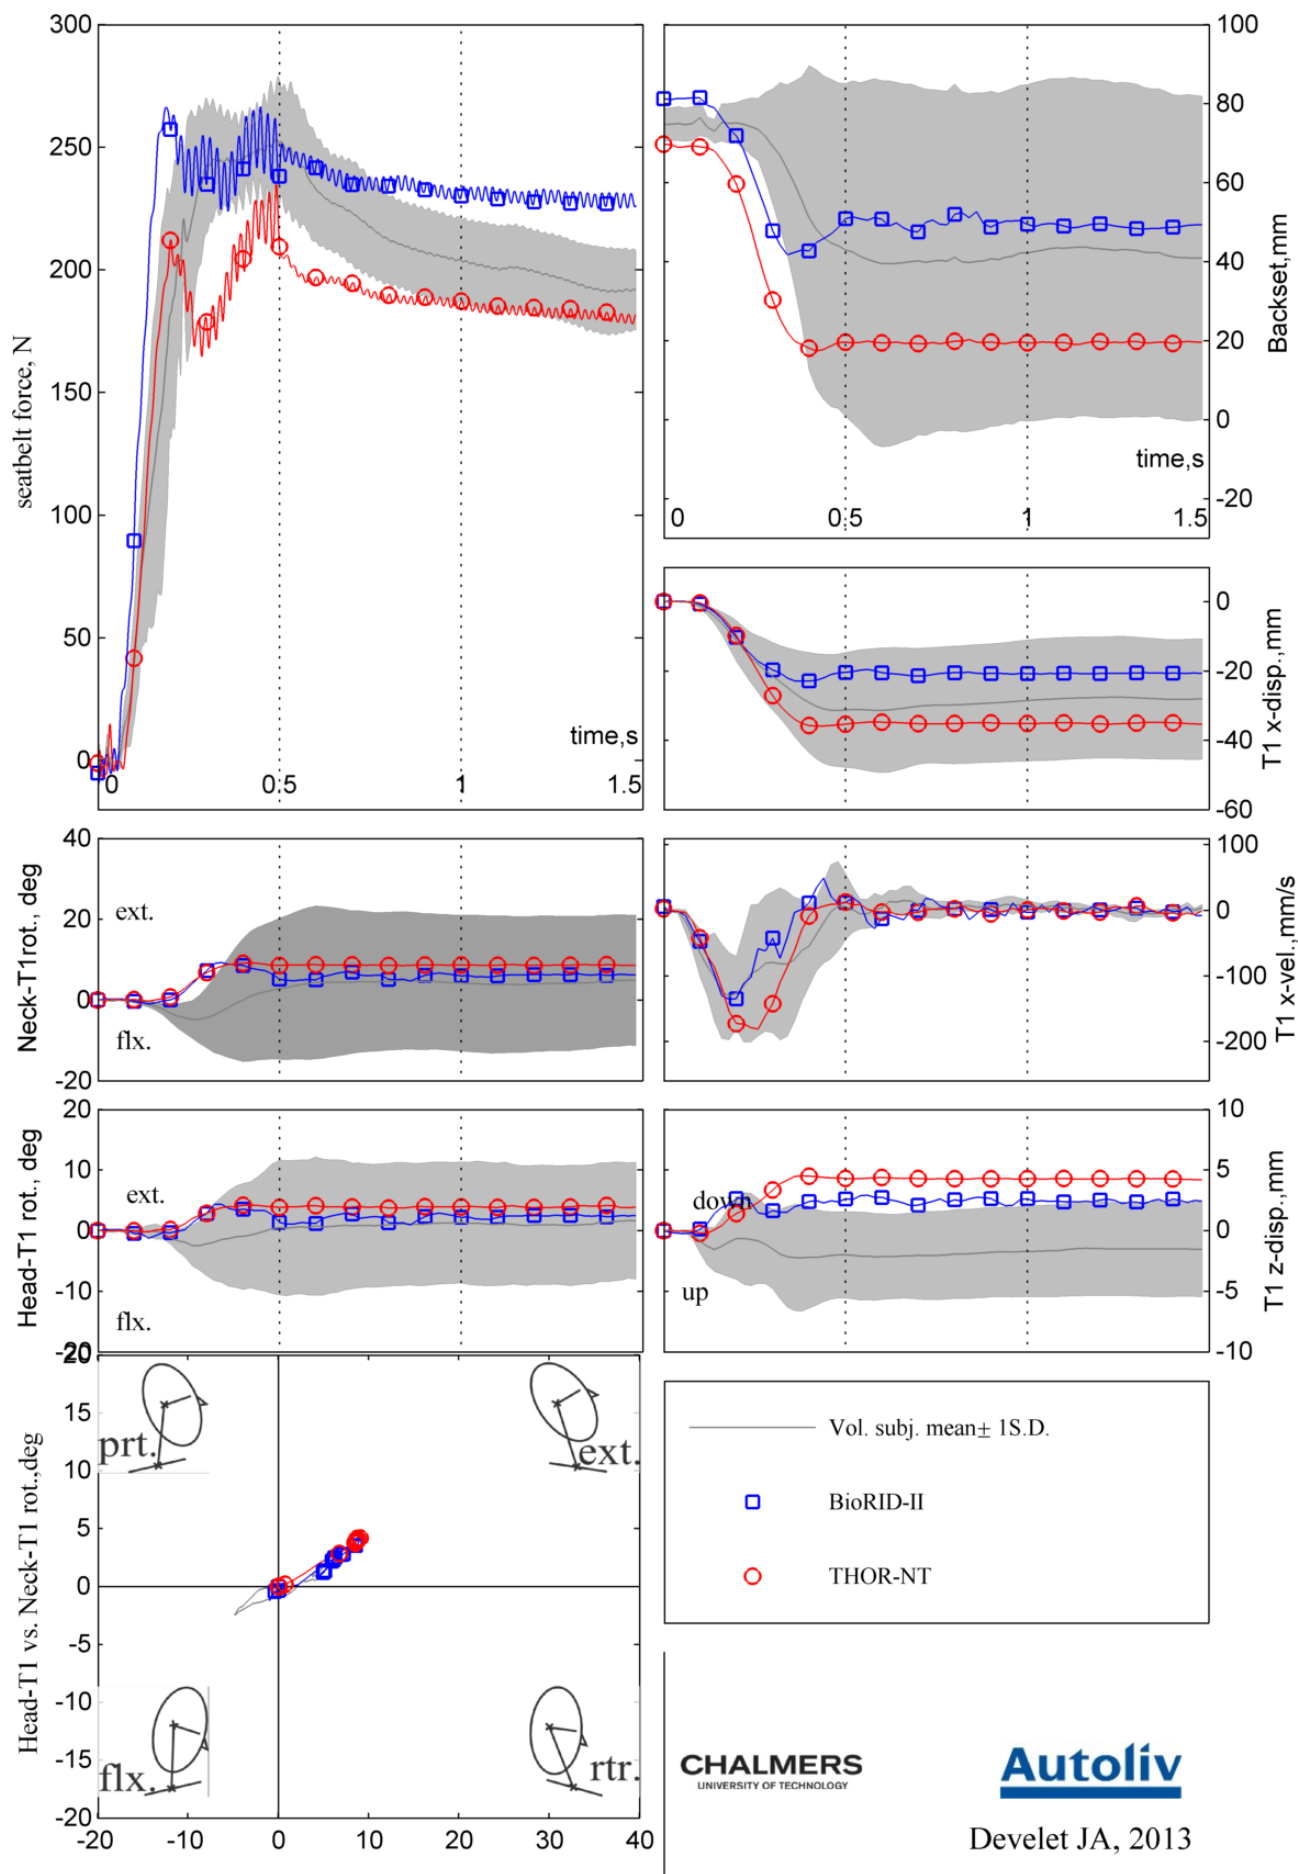 300
250
200
150
100
50
0
seatbelt force, N
time,s
0
0.5
1
1.5
100
80
60
40
20
0
-20
Backset,mm
time,s
0
0.5
1
1.5
0
-20
-40
-60
T1 x-disp.,mm
40
20
0
-20
Neck-T1rot., deg
ext.
flx.
100
0
-100
-200
T1 x-vel.,mm/s
20
10
0
-10
-20
Head-T1 rot., deg
ext.
flx.
10
5
0
-5
-10
T1 z-disp.,mm
down
up
20
15
10
5
0
-5
-10
-15
-20
Head-T1 vs. Neck-T1 rot.,deg
prt.
ext.
flx.
rtr.
-20
-10
0
10
20
30
40
Vol. subj. mean± 1S.D.
BioRID-II
THOR-NT
CHALMERS
UNIVERSITY OF TECHNOLOGY
Autoliv
Develet JA, 2013